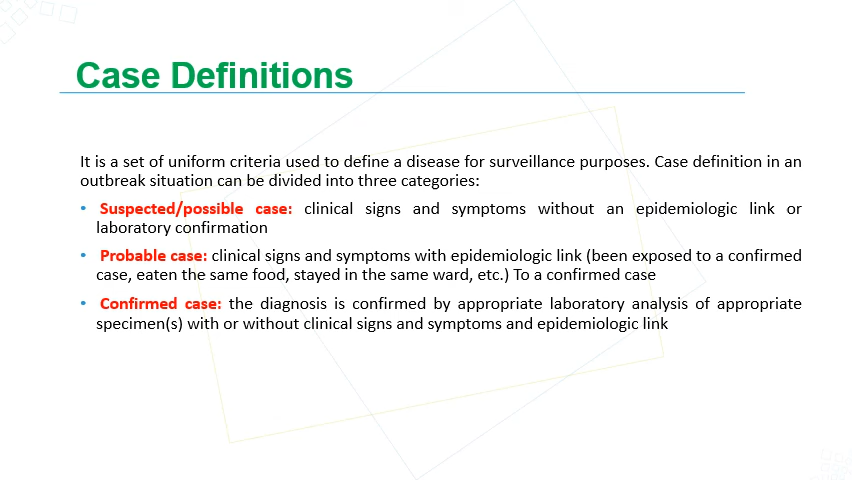 Case Definitions
It is a set of uniform criteria used to define a disease for surveillance purposes. Case definition in an
outbreak situation can be divided into three categories:
• Suspected/possible case: clinical signs and symptoms without an epidemiologic link or
laboratory confirmation
• Probable case: clinical signs and symptoms with epidemiologic link (been exposed to a confirmed
case, eaten the same food, stayed in the same ward, etc.) To a confirmed case
• Confirmed case: the diagnosis is confirmed by appropriate laboratory analysis of appropriate
specimen(s) with or without clinical signs and symptoms and epidemiologic link